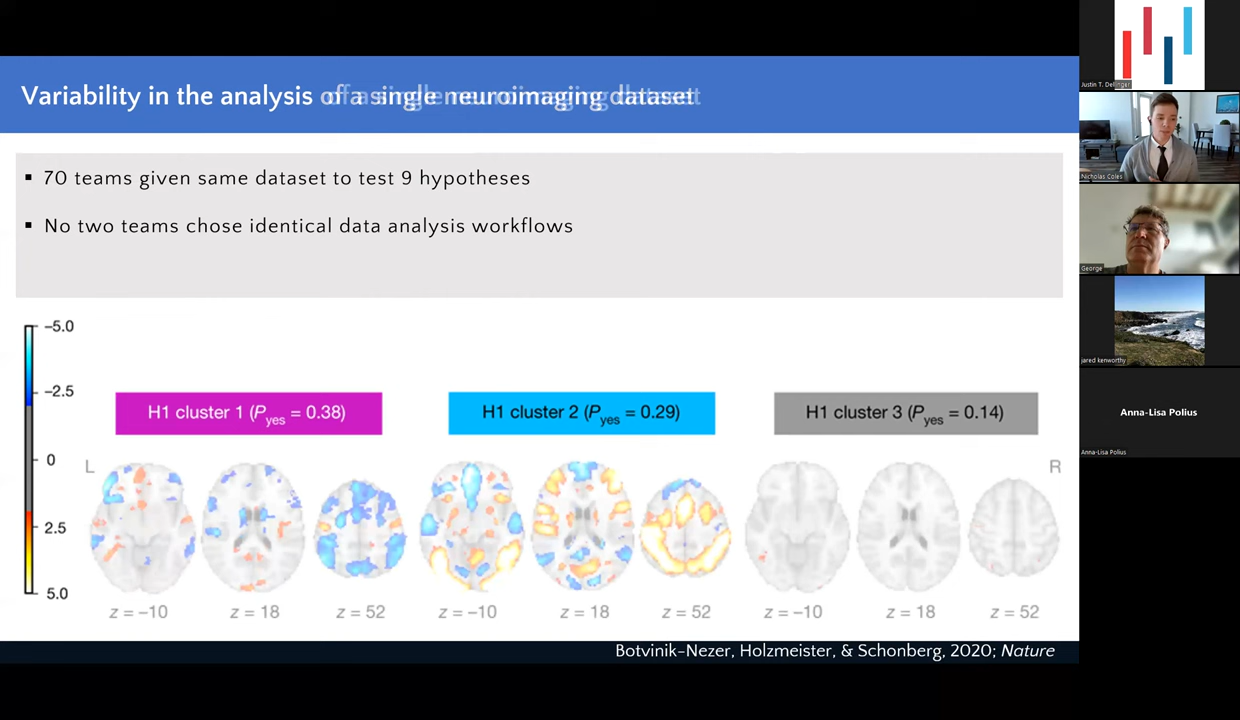 Variability in the analysis of a single neuroimaging dataset
▪ 70 teams given same dataset to test 9 hypotheses
▪ No two teams chose identical data analysis workflows
−5.0
−2.5
0
2.5
5.0
H1 cluster 1 (Pyes = 0.38)
H1 cluster 2 (Pyes = 0.29)
H1 cluster 3 (Pyes = 0.14)
L
R
z = −10
z = 18
z = 52
z = −10
z = 18
z = 52
z = −10
z = 18
z = 52
Botvinik-Nezer, Holzmeister, & Schonberg, 2020; Nature
Justin T. Dellinger
Nicholas Coles
George
jared kenworthy
Anna-Lisa Polius
Anna-Lisa Polius